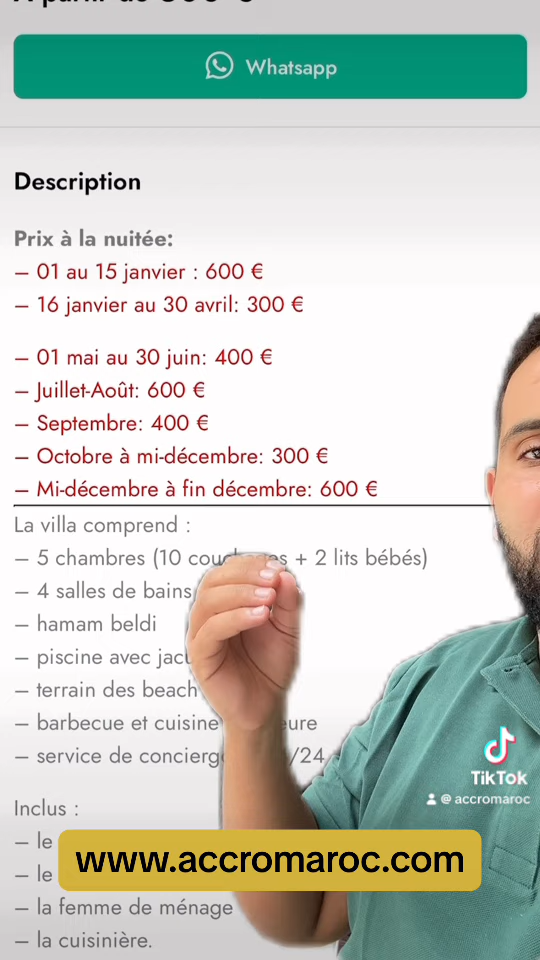 Whatsapp
Description
Prix à la nuitée:
– 01 au 15 janvier : 600 €
– 16 janvier au 30 avril: 300 €
– 01 mai au 30 juin: 400 €
– Juillet-Août: 600 €
– Septembre: 400 €
– Octobre à mi-décembre: 300 €
– Mi-décembre à fin décembre: 600 €
La villa comprend :
– 5 chambres (10 + 2 lits bébés)
– 4 salles de bains
– hamam beldi
– piscine avec
– terrain des beach
– barbecue et cuisine
– service de /24
TikTok
@ accromaroc
Inclus :
– le
www.accromaroc.com
– le
– la femme de ménage
– la cuisinière.